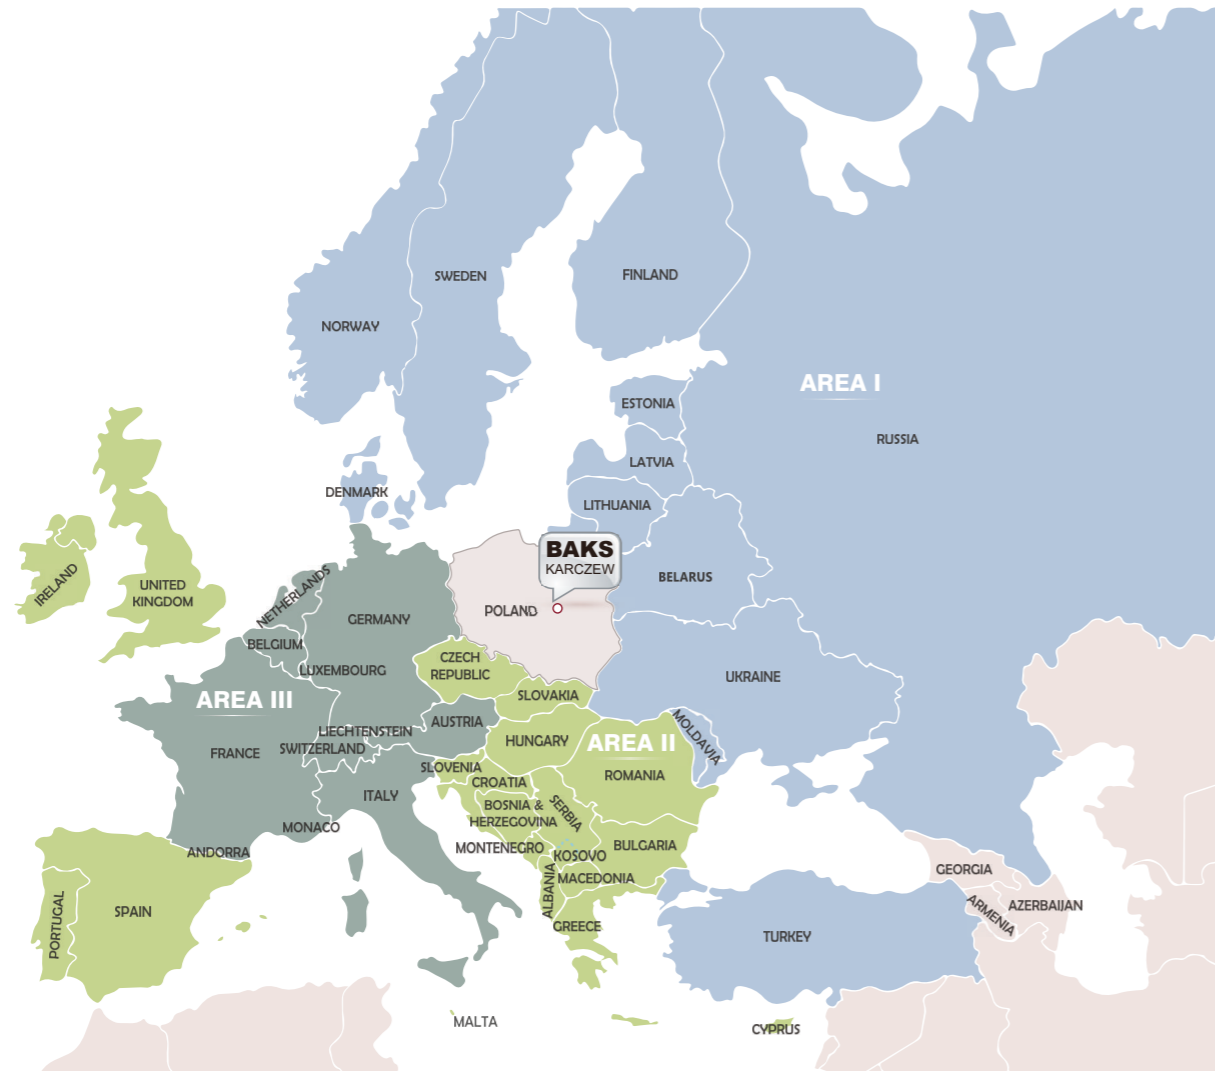 SWEDEN
FINLAND
NORWAY
AREA I
ESTONIA
RUSSIA
LATVIA
DENMARK
LITHUANIA
BAKS
KARCZEW
BELARUS
IRELAND
UNITED
KINGDOM
NETHERLANDS
GERMANY
POLAND
BELGIUM
CZECH
REPUBLIC
LUXEMBOURG
UKRAINE
AREA III
SLOVAKIA
AUSTRIA
MOLDAVIA
LIECHTENSTEIN
SWITZERLAND
FRANCE
HUNGARY
AREA II
SLOVENIA
ROMANIA
CROATIA
ITALY
BOSNIA &
HERZEGOVINA
SERBIA
MONACO
MONTENEGRO
BULGARIA
ANDORRA
KOSOVO
GEORGIA
MACEDONIA
ALBANIA
PORTUGAL
SPAIN
ARMENIA
AZERBAIJAN
GREECE
TURKEY
MALTA
CYPRUS